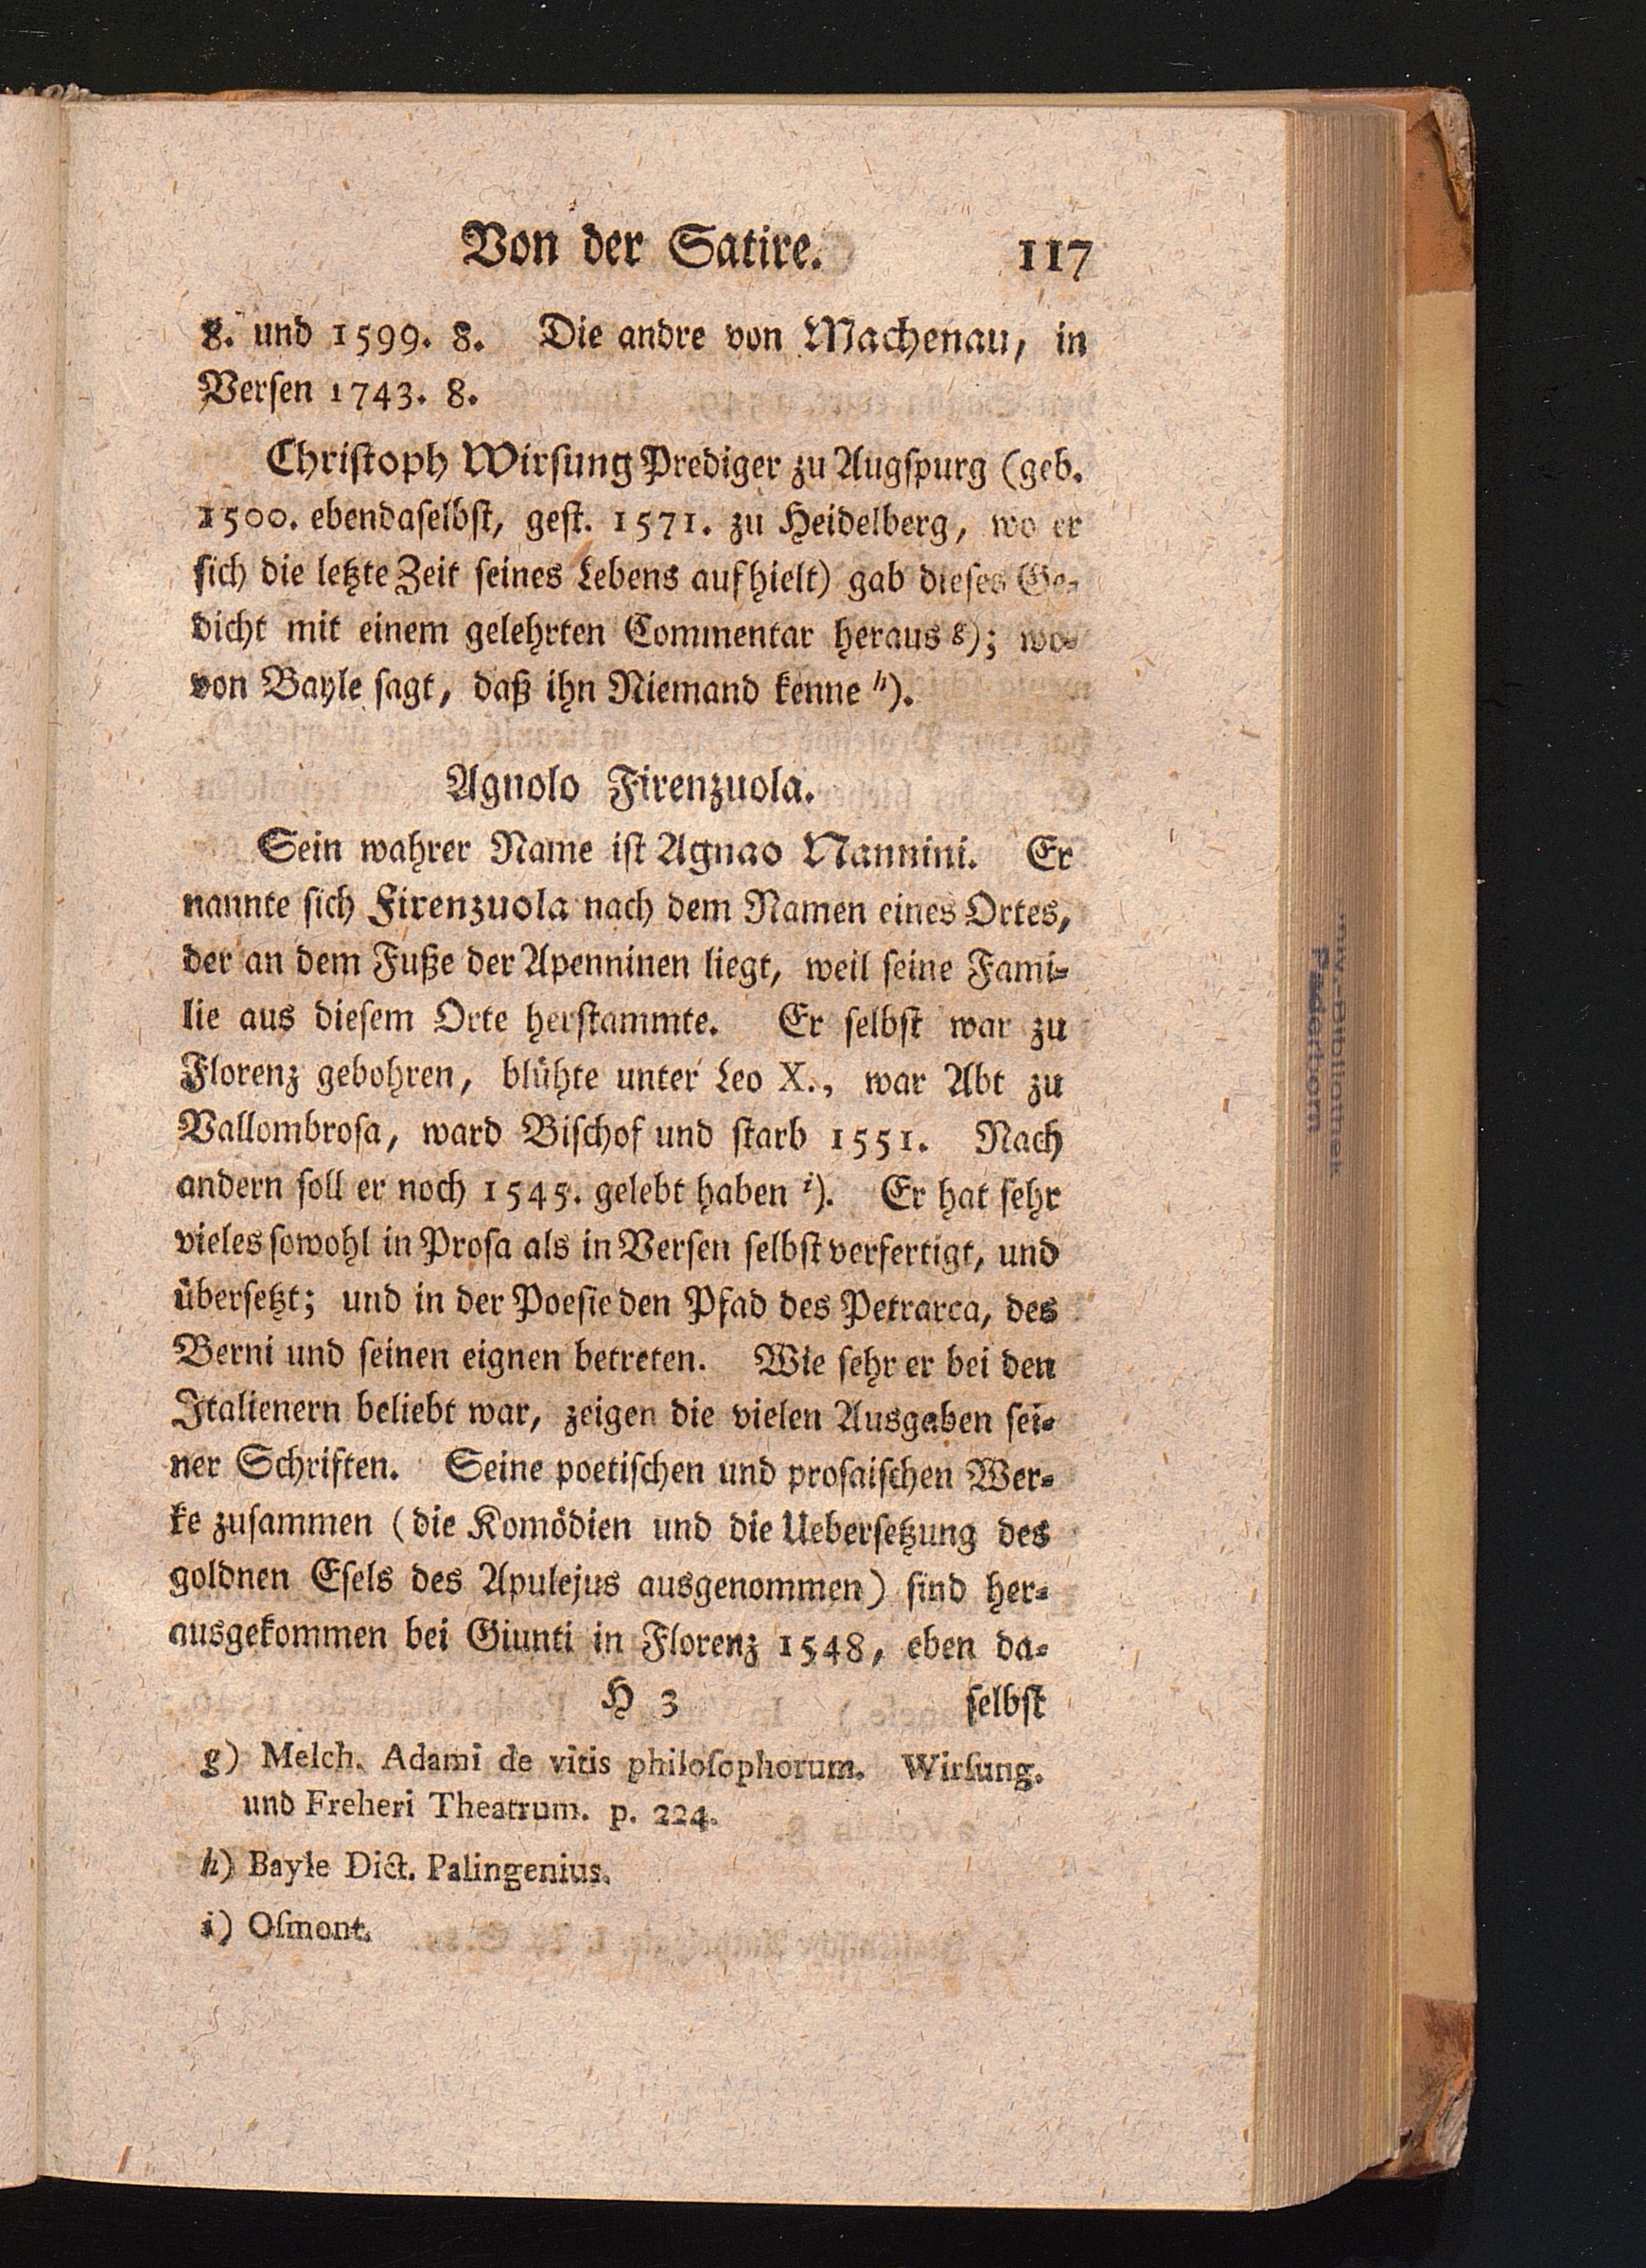 Von der Satire. 117
8. und 1599. 8. Die andre von Machenau, in
Verſen 1743. 8.
Chriſtoph Wirſung Prediger zu Augſpurg (geb.
1500. ebendaſelbſt, geſt. 1571. zu Heidelberg, wo er
ſich die letzte Zeit ſeines Lebens aufhielt) gab dieſes Ge-
dicht mit einem gelehrten Commentar heraus g); wo-
von Bayle ſagt, daß ihn Niemand kenne h).
Agnolo Firenzuola.
Sein wahrer Name iſt Agnao Nannini. Er
nannte ſich Firenzuola nach dem Namen eines Ortes,
der an dem Fuße der Apenninen liegt, weil ſeine Fami-
lie aus dieſem Orte herſtammte. Er ſelbſt war zu
Florenz gebohren, blühte unter Leo X., war Abt zu
Vallombroſa, ward Biſchof und ſtarb 1551. Nach
andern ſoll er noch 1545. gelebt haben i). Er hat ſehr
vieles ſowohl in Proſa als in Verſen ſelbſt verfertigt, und
überſetzt; und in der Poeſie den Pfad des Petrarca, des
Berni und ſeinen eignen betreten. Wie ſehr er bei den
Italienern beliebt war, zeigen die vielen Ausgaben ſei-
ner Schriften. Seine poetiſchen und proſaiſchen Wer-
ke zuſammen (die Komödien und die Ueberſetzung des
goldnen Eſels des Apulejus ausgenommen) ſind her-
ausgekommen bei Giunti in Florenz 1548, eben da-
H 3 ſelbſt
g) Melch. Adami de vitis philoſophorum. Wirſung.
und Freheri Theatrum. p. 224.
h) Bayle Dict. Palingenius.
i) Oſmont.
Paderborn